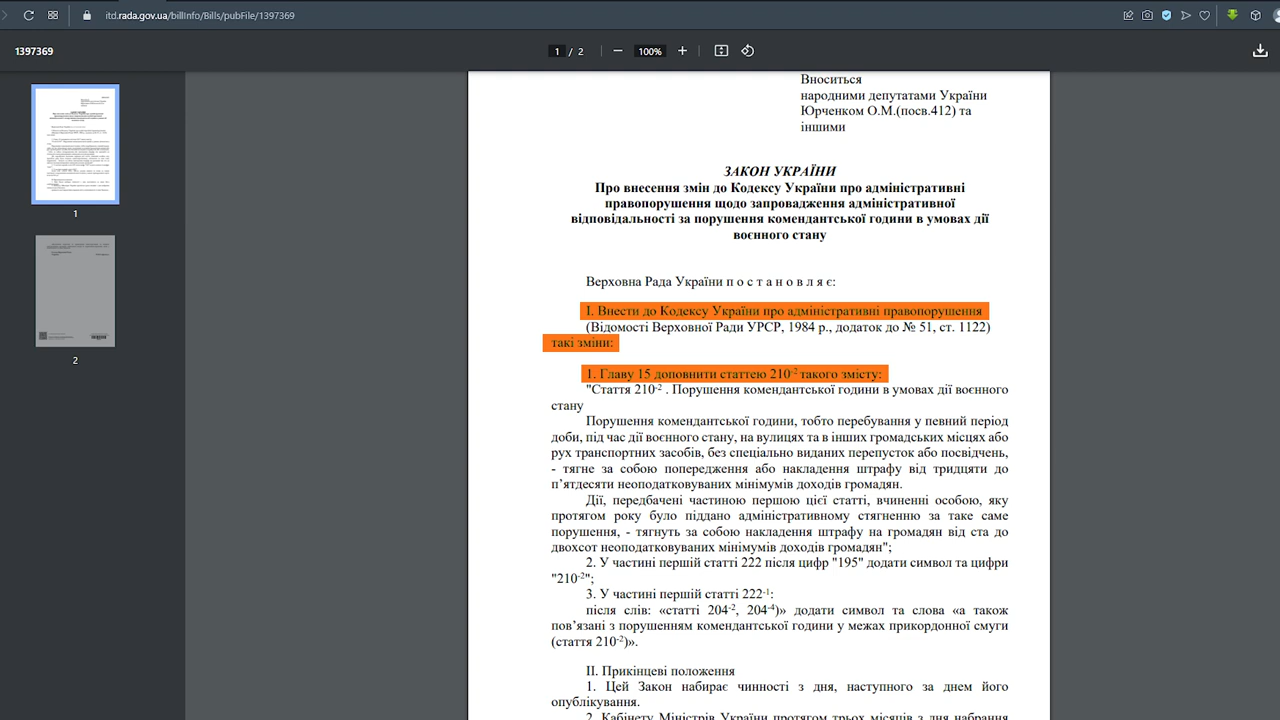 itd.rada.gov.ua/billInfo/Bills/pubFile/1397369
1397369
1 / 2
100%
1
2
Вноситься
народними депутатами України
Юрченком О.М.(посв.412) та
іншими
ЗАКОН УКРАЇНИ
Про внесення змін до Кодексу України про адміністративні
правопорушення щодо запровадження адміністративної
відповідальності за порушення комендантської години в умовах дії
воєнного стану
Верховна Рада України п о с т а н о в л я є:
І. Внести до Кодексу України про адміністративні правопорушення
(Відомості Верховної Ради УРСР, 1984 р., додаток до № 51, ст. 1122)
такі зміни:
1. Главу 15 доповнити статтею 210-2 такого змісту:
"Стаття 210-2 . Порушення комендантської години в умовах дії воєнного
стану
Порушення комендантської години, тобто перебування у певний період
доби, під час дії воєнного стану, на вулицях та в інших громадських місцях або
рух транспортних засобів, без спеціально виданих перепусток або посвідчень,
- тягне за собою попередження або накладення штрафу від тридцяти до
п’ятдесяти неоподатковуваних мінімумів доходів громадян.
Дії, передбачені частиною першою цієї статті, вчиненні особою, яку
протягом року було піддано адміністративному стягненню за таке саме
порушення, - тягнуть за собою накладення штрафу на громадян від ста до
двохсот неоподатковуваних мінімумів доходів громадян";
2. У частині першій статті 222 після цифр "195" додати символ та цифри
"210-2";
3. У частині першій статті 222-1:
після слів: «статті 204-2, 204-4)» додати символ та слова «а також
пов’язані з порушенням комендантської години у межах прикордонної смуги
(стаття 210-2)».
ІІ. Прикінцеві положення
1. Цей Закон набирає чинності з дня, наступного за днем його
опублікування.
2. Кабінету Міністрів України протягом трьох місяців з дня набрання